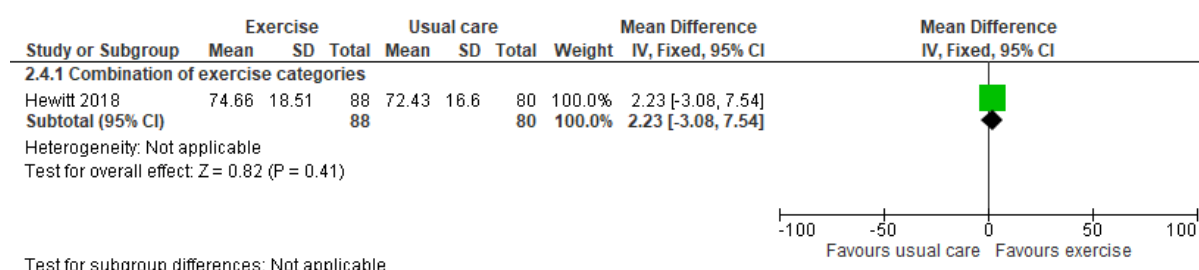 Exercise Usual care Mean Difference Mean Difference
Study or Subgroup Mean SD Total Mean SD Total Weight IV, Fixed, 95% CI IV, Fixed, 95% CI
2.4.1 Combination of exercise categories
Hewitt 2018 74.66 18.51 88 72.43 16.6 80 100.0% 2.23 [-3.08, 7.54]
Subtotal (95% CI) 88 80 100.0% 2.23 [-3.08, 7.54]
Heterogeneity: Not applicable
Test for overall effect: Z = 0.82 (P = 0.41)
-100 -50 0 50 100
Favours usual care Favours exercise
Test for subgroup differences: Not applicable